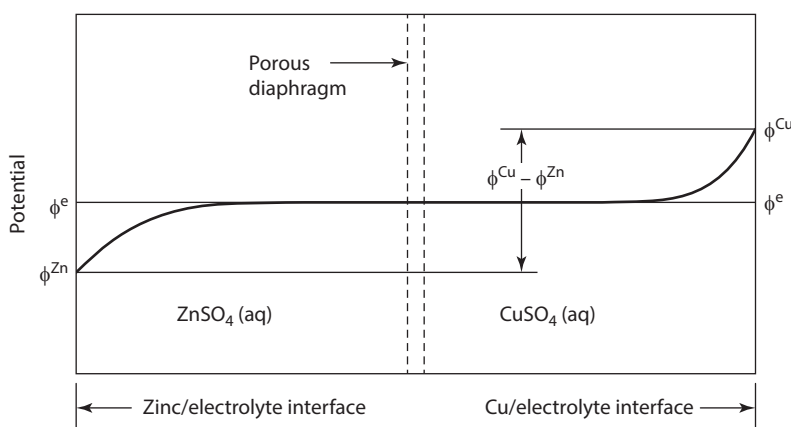 Porous
diaphragm
ϕ^Cu
ϕ^Cu – ϕ^Zn
Potential
ϕ^e
ϕ^e
ϕ^Zn
ZnSO₄ (aq)
CuSO₄ (aq)
Zinc/electrolyte interface
Cu/electrolyte interface